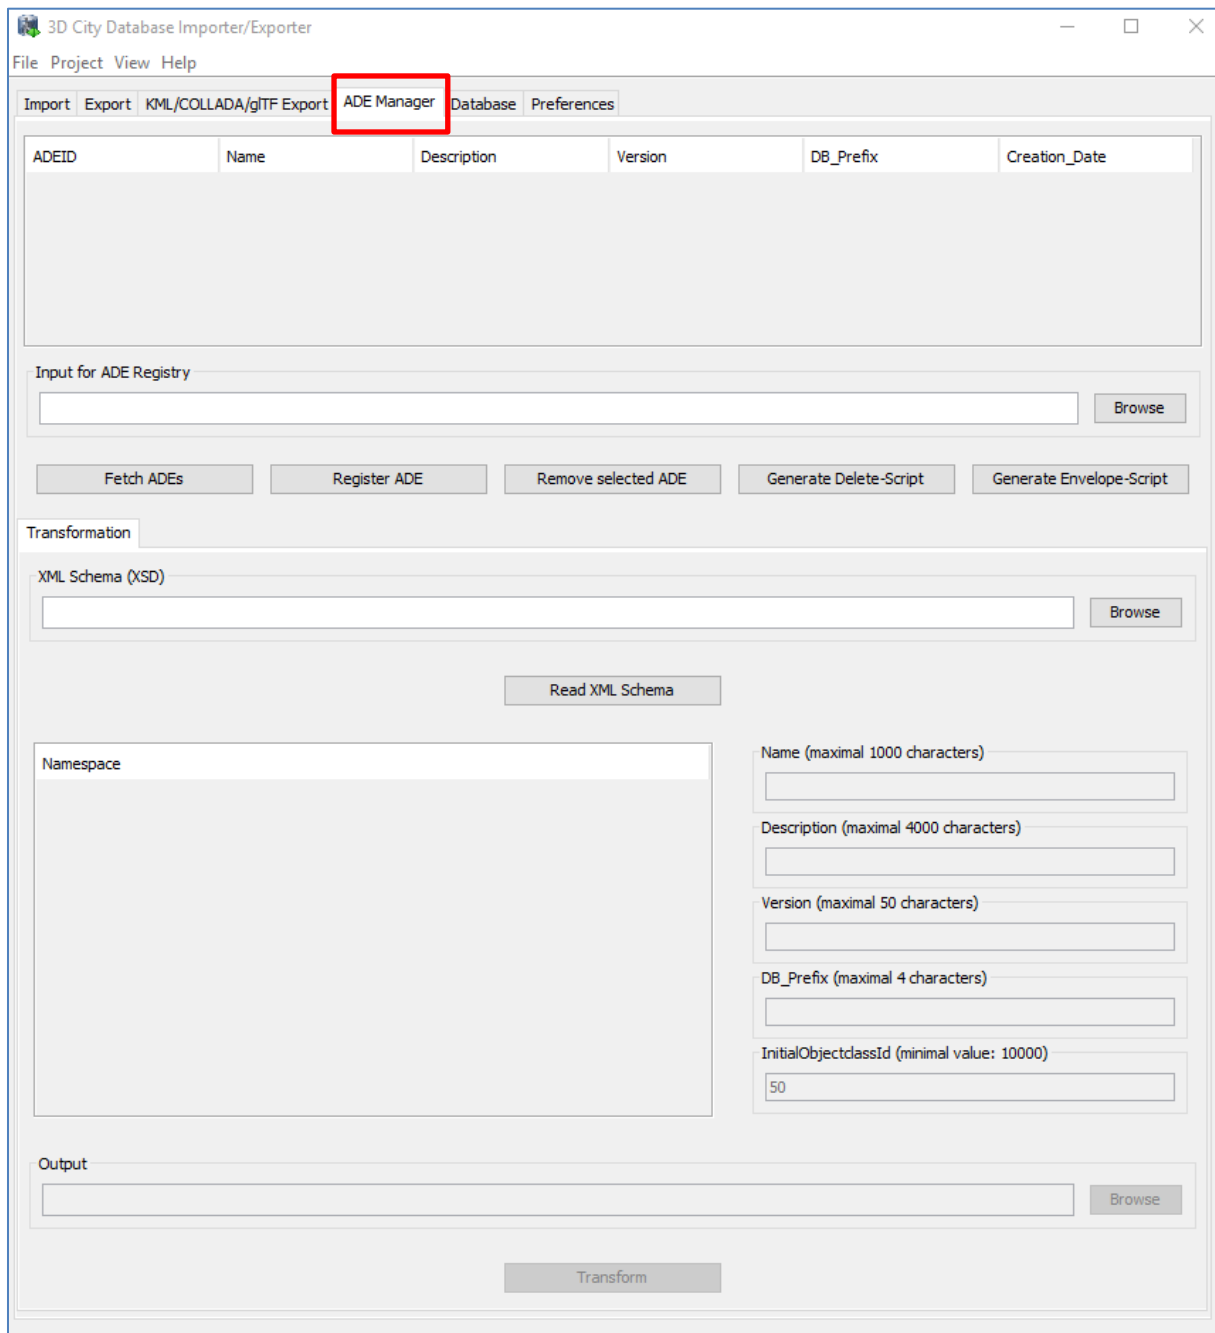 3D City Database Importer/Exporter
File Project View Help
Import Export KML/COLLADA/glTF Export ADE Manager Database Preferences
ADEID Name Description Version DB_Prefix Creation_Date
Input for ADE Registry
Browse
Fetch ADEs Register ADE Remove selected ADE Generate Delete-Script Generate Envelope-Script
Transformation
XML Schema (XSD)
Browse
Read XML Schema
Namespace
Name (maximal 1000 characters)
Description (maximal 4000 characters)
Version (maximal 50 characters)
DB_Prefix (maximal 4 characters)
InitialObjectclassId (minimal value: 10000)
50
Output
Browse
Transform